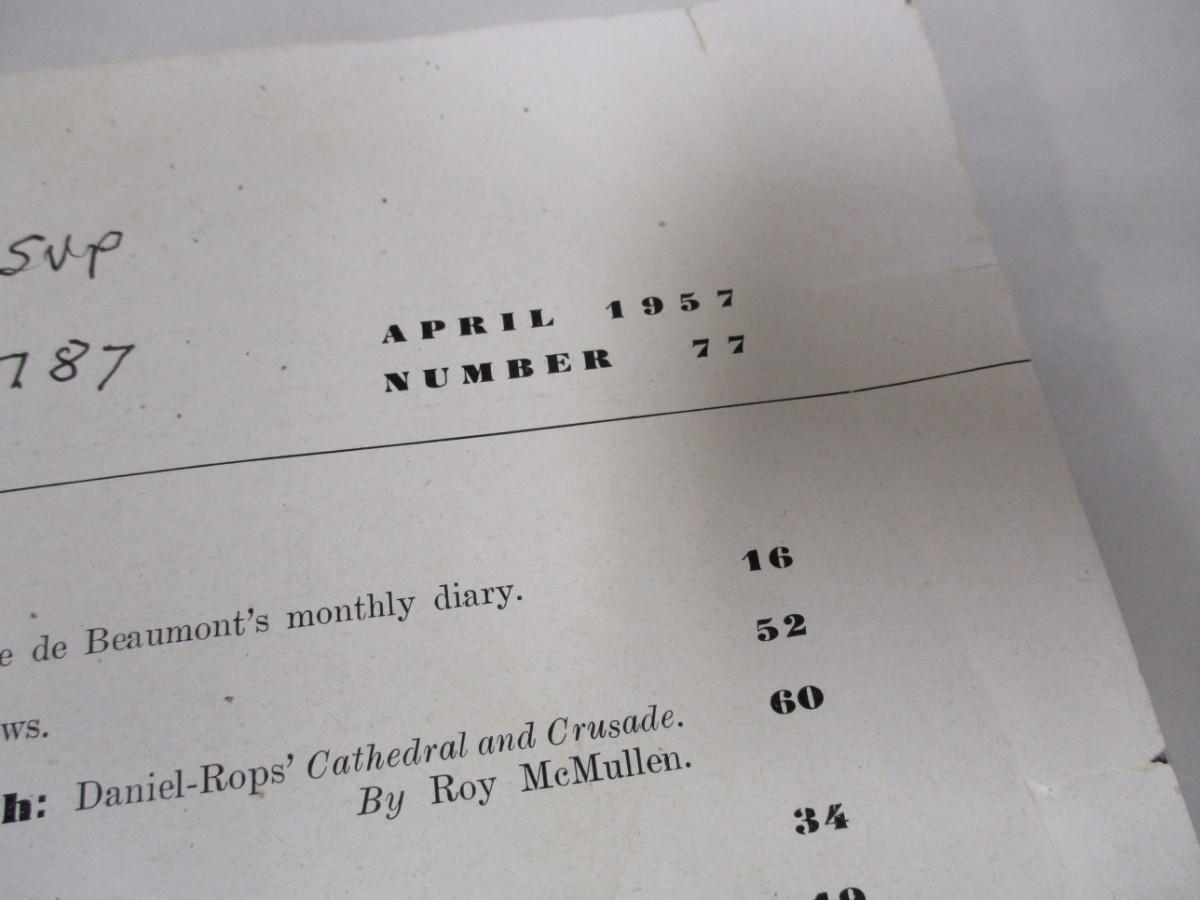 SVP
787
APRIL 1957
NUMBER 77
e de Beaumont's monthly diary. 16
ws. 52
h: Daniel-Rops' Cathedral and Crusade. 60
By Roy McMullen.
34